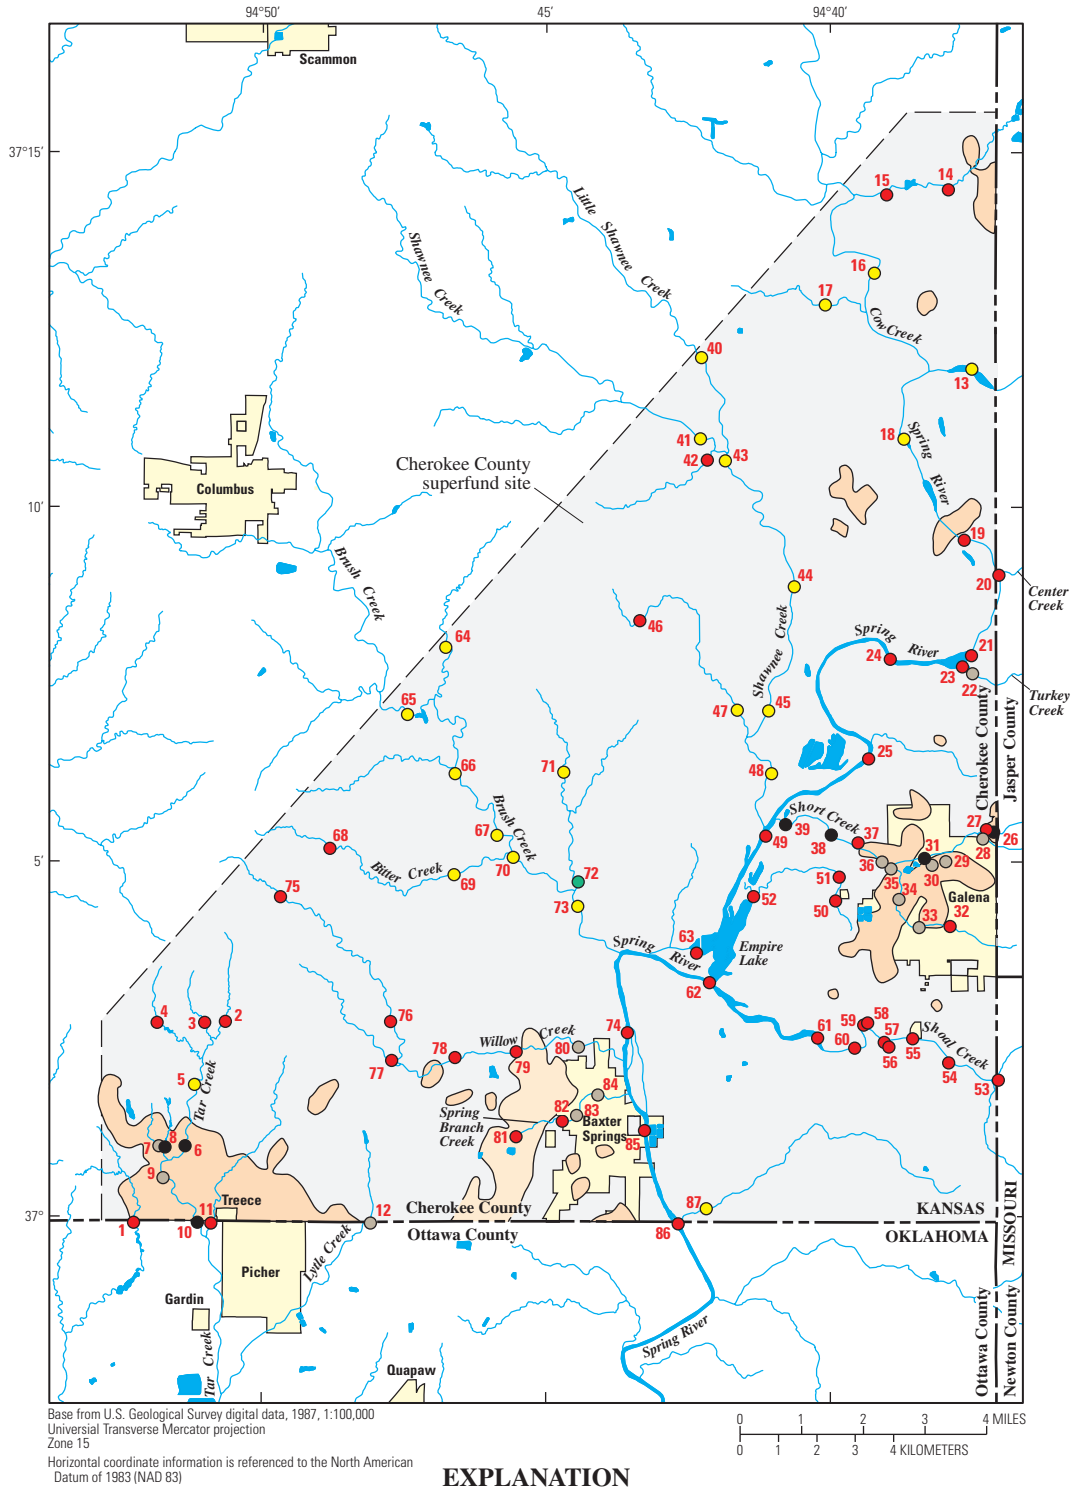 94°50'
45'
94°40'
Scammon
37°15'
15
14
Little Shawnee Creek
Shawnee Creek
16
17
Cow Creek
40
13
41
18
42
43
Spring River
Cherokee County
superfund site
Columbus
10'
19
Brush Creek
20
44
Center
Creek
46
64
Shawnee Creek
Spring River
24
21
23
22
Turkey
Creek
65
47
45
Cherokee County
Jasper County
25
66
71
48
Brush Creek
67
Short Creek
39
38
37
27
26
28
49
31
29
30
36
35
68
5'
Bitter Creek
70
69
72
51
34
Galena
75
73
52
50
33
32
63
Empire
Lake
Spring River
62
4
3
2
76
74
61
59
58
57
60
56
55
Shoal Creek
54
53
77
78
Willow Creek
79
80
5
Tar Creek
84
Spring
Branch
Creek
82
83
Baxter
Springs
81
85
7
8
6
9
Treece
87
37°
1
10
11
12
Cherokee County
Ottawa County
86
KANSAS
OKLAHOMA
MISSOURI
Lytle Creek
Picher
Gardin
Tar Creek
Quapaw
Spring River
Ottawa County
Newton County
Base from U.S. Geological Survey digital data, 1987, 1:100,000
Universial Transverse Mercator projection
Zone 15
Horizontal coordinate information is referenced to the North American
Datum of 1983 (NAD 83)
0 1 2 3 4 MILES
0 1 2 3 4 KILOMETERS
EXPLANATION